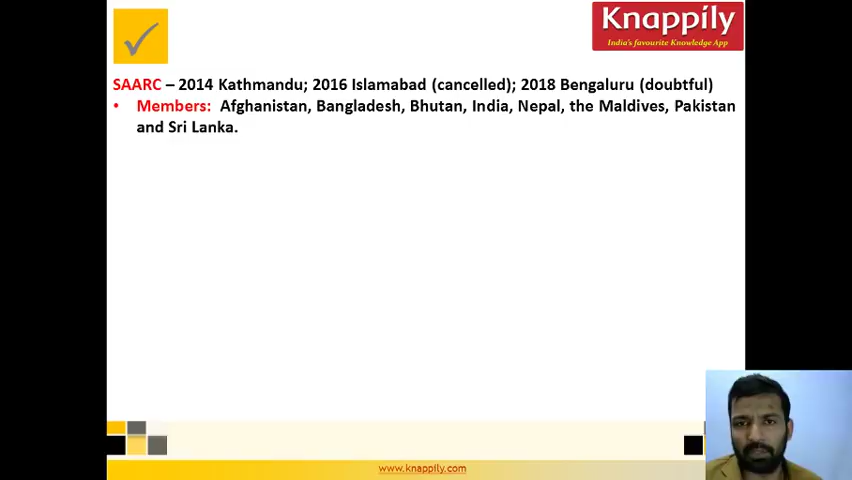 Knappily
India's favourite Knowledge App
SAARC – 2014 Kathmandu; 2016 Islamabad (cancelled); 2018 Bengaluru (doubtful)
• Members: Afghanistan, Bangladesh, Bhutan, India, Nepal, the Maldives, Pakistan
and Sri Lanka.
www.knappily.com